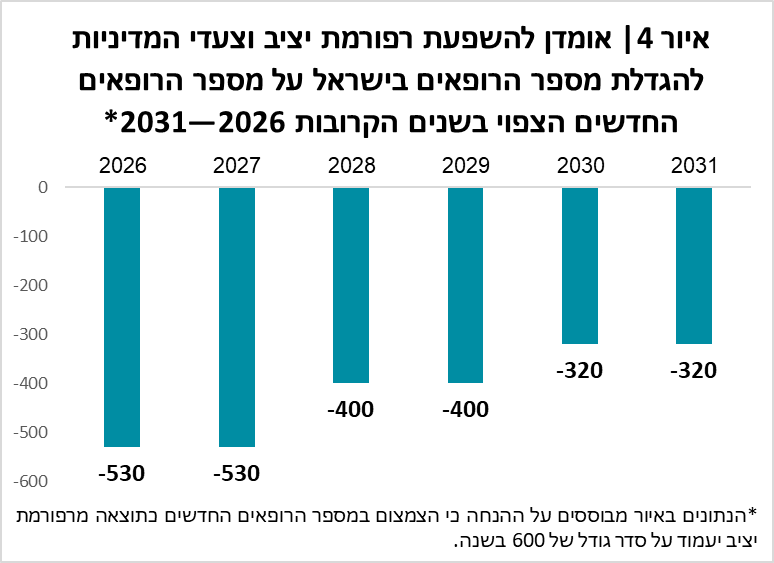 איור 4| אומדן להשפעת רפורמת יציב וצעדי המדיניות
להגדלת מספר הרופאים בישראל על מספר הרופאים
החדשים הצפוי בשנים הקרובות 2026—2031*
2026 2027 2028 2029 2030 2031
0
-100
-200
-300
-400
-500
-600
-530 -530 -400 -400 -320 -320
*הנתונים באיור מבוססים על ההנחה כי הצמצום במספר הרופאים החדשים כתוצאה מרפורמת
יציב יעמוד על סדר גודל של 600 בשנה.